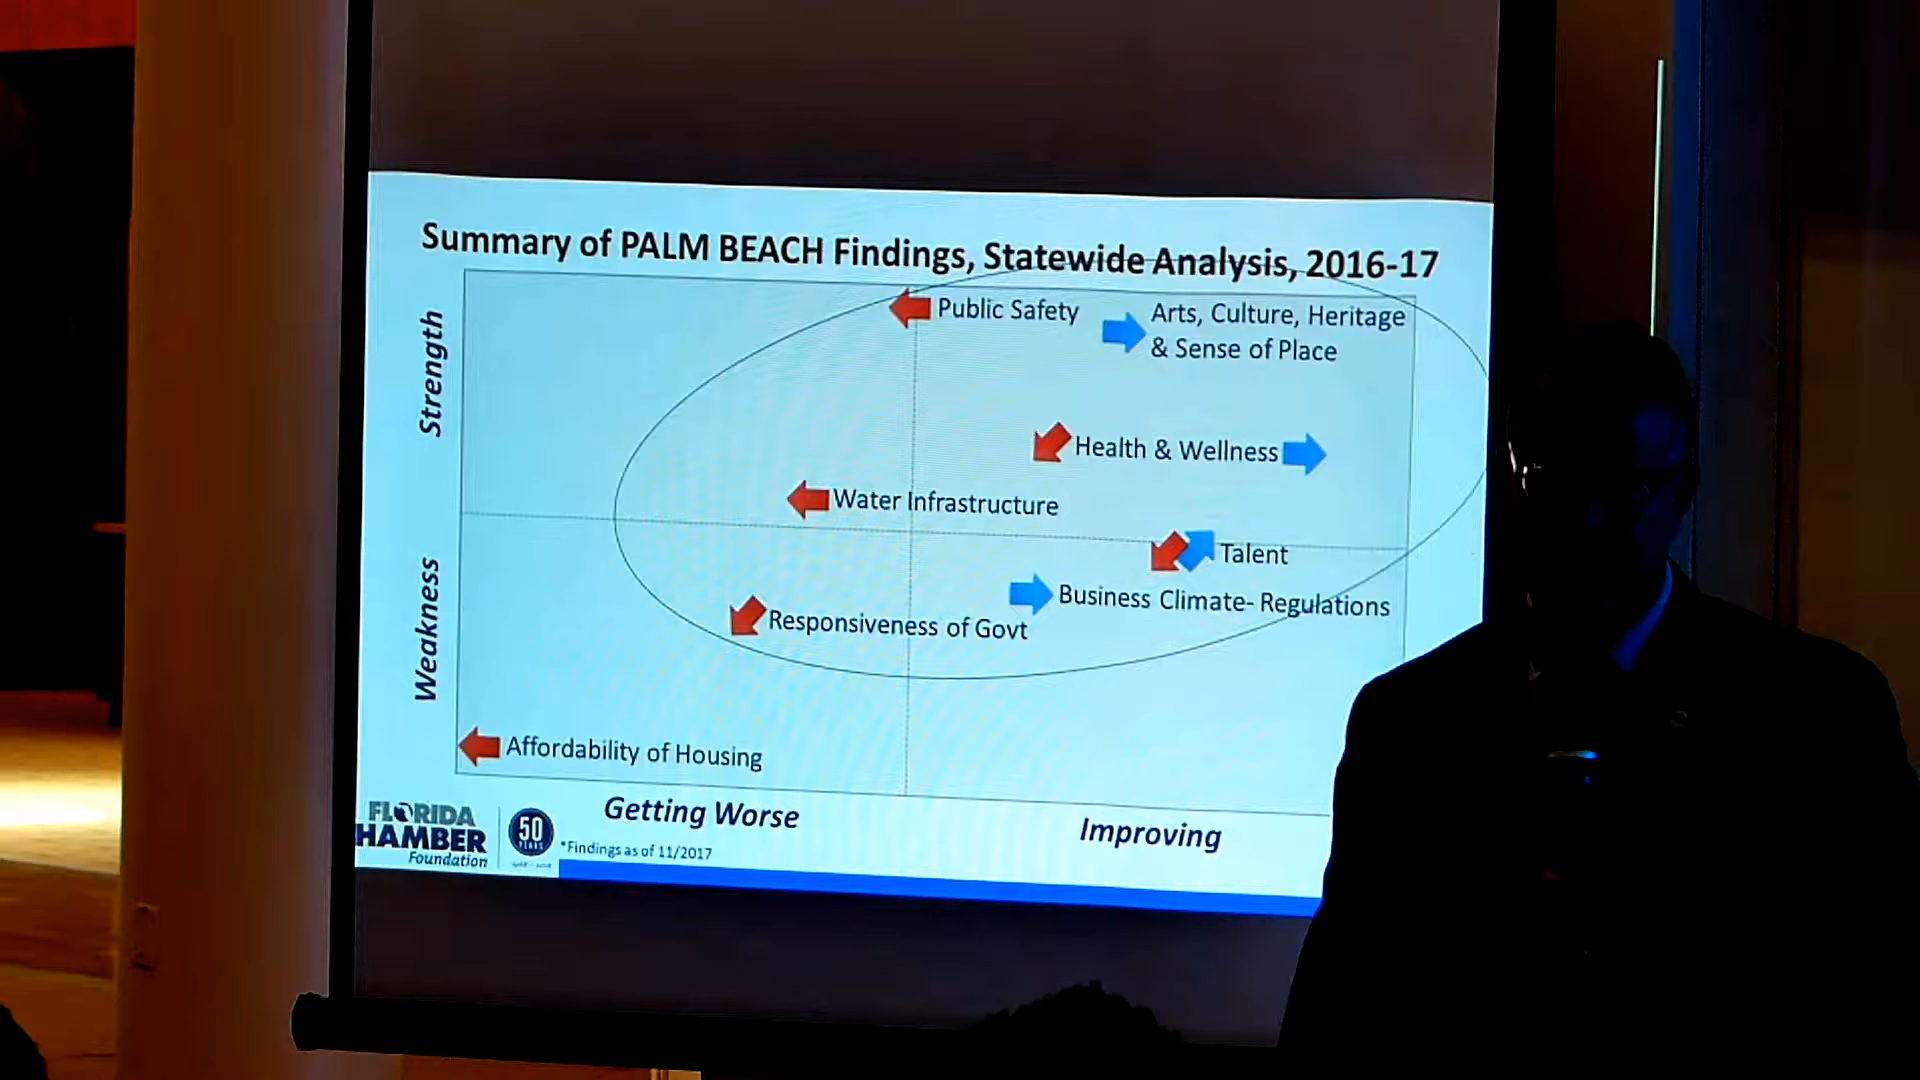 Summary of PALM BEACH Findings, Statewide Analysis, 2016-17
Strength
Public Safety
Arts, Culture, Heritage
& Sense of Place
Health & Wellness
Water Infrastructure
Talent
Weakness
Business Climate- Regulations
Responsiveness of Govt
Affordability of Housing
Getting Worse
Improving
FLORIDA
HAMBER
Foundation
50
*Findings as of 11/2017